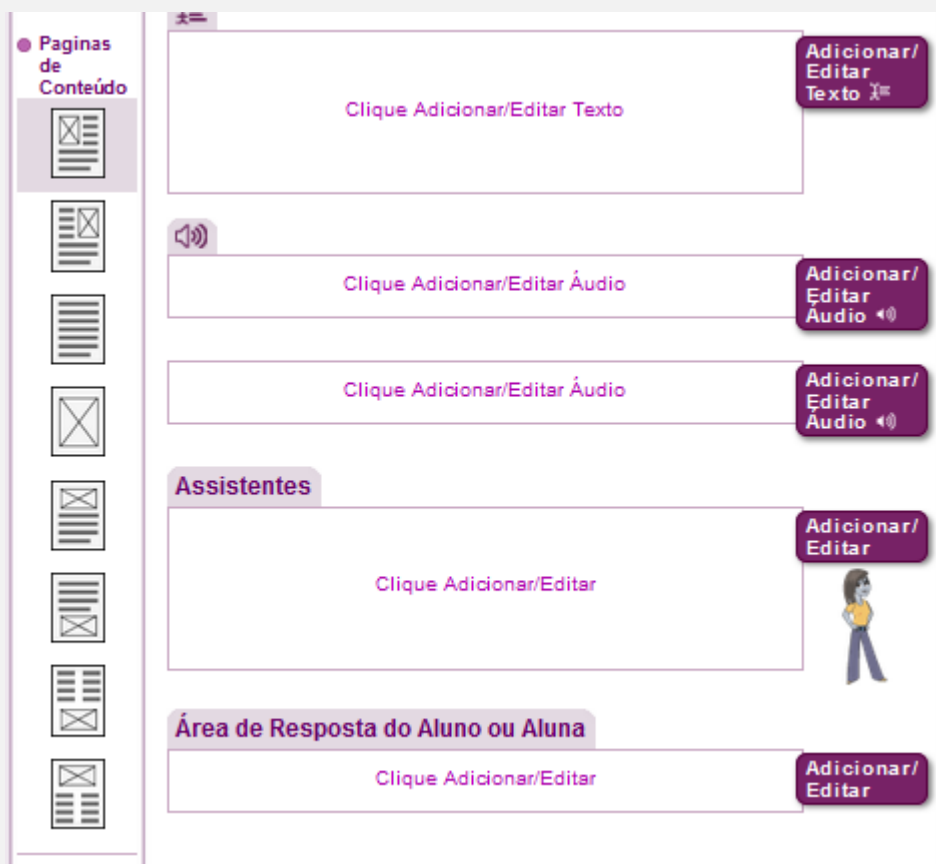 Paginas
de
Conteúdo
Clique Adicionar/Editar Texto
Adicionar/
Editar
Texto
Clique Adicionar/Editar Áudio
Adicionar/
Editar
Áudio
Clique Adicionar/Editar Áudio
Adicionar/
Editar
Áudio
Assistentes
Clique Adicionar/Editar
Adicionar/
Editar
Área de Resposta do Aluno ou Aluna
Clique Adicionar/Editar
Adicionar/
Editar